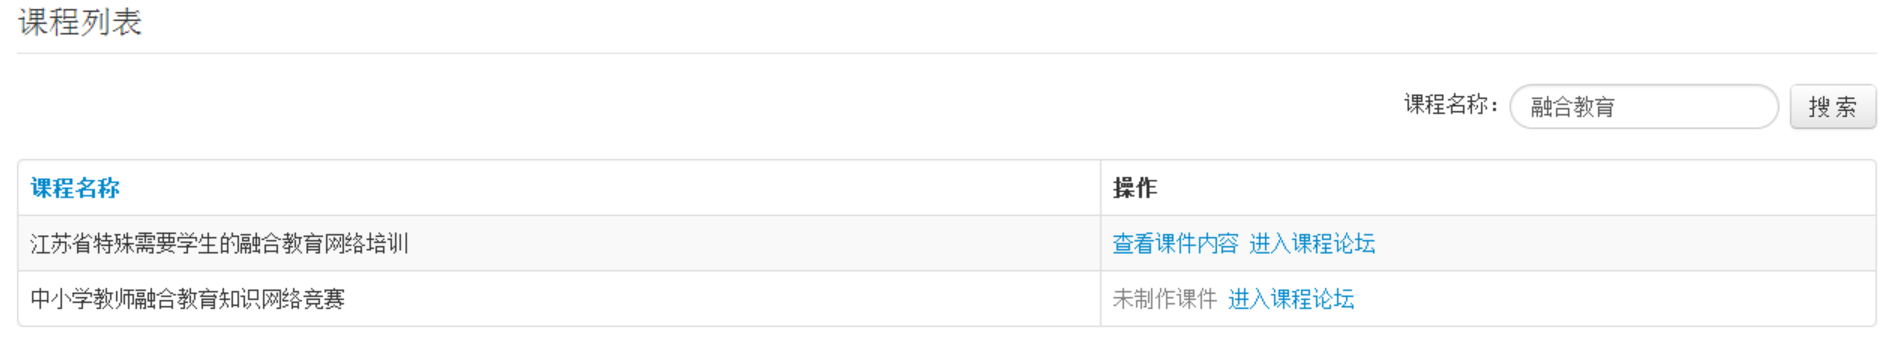 课程列表
课程名称： 融合教育 搜 索
课程名称 操作
江苏省特殊需要学生的融合教育网络培训 查看课件内容 进入课程论坛
中小学教师融合教育知识网络竞赛 未制作课件 进入课程论坛